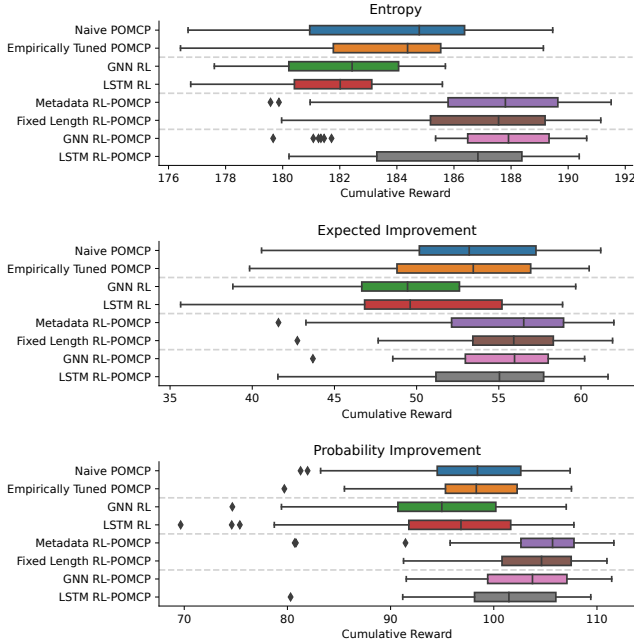 Entropy
Naive POMCP
Empirically Tuned POMCP
GNN RL
LSTM RL
Metadata RL-POMCP
Fixed Length RL-POMCP
GNN RL-POMCP
LSTM RL-POMCP
176 178 180 182 184 186 188 190 192
Cumulative Reward
Expected Improvement
Naive POMCP
Empirically Tuned POMCP
GNN RL
LSTM RL
Metadata RL-POMCP
Fixed Length RL-POMCP
GNN RL-POMCP
LSTM RL-POMCP
35 40 45 50 55 60
Cumulative Reward
Probability Improvement
Naive POMCP
Empirically Tuned POMCP
GNN RL
LSTM RL
Metadata RL-POMCP
Fixed Length RL-POMCP
GNN RL-POMCP
LSTM RL-POMCP
70 80 90 100 110
Cumulative Reward